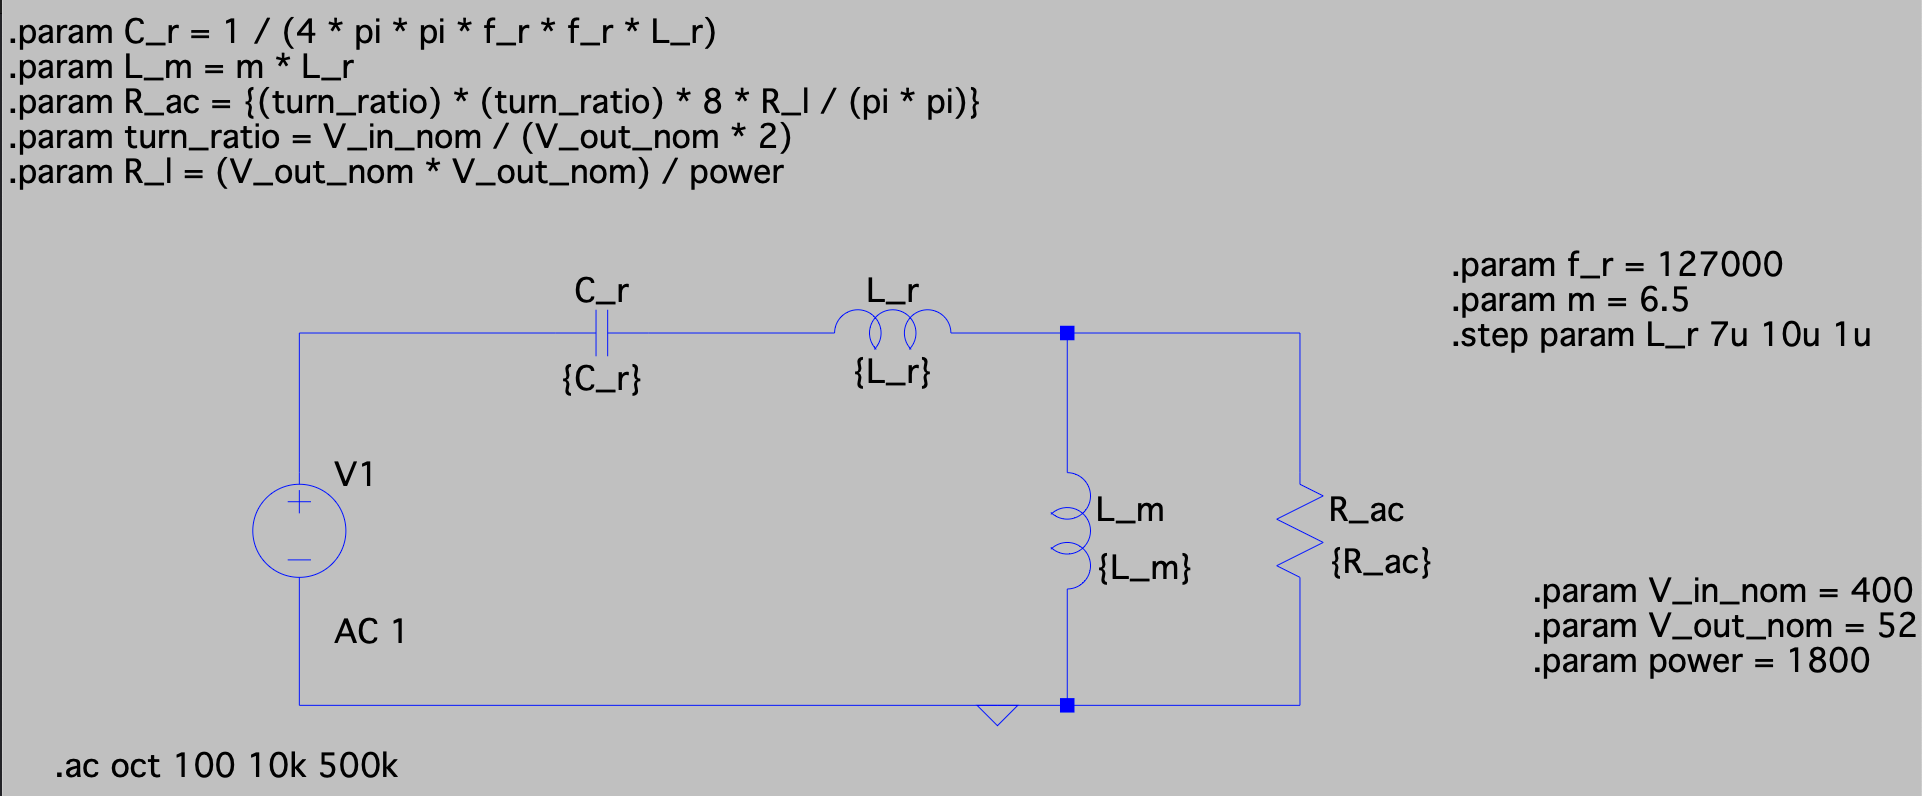 .param C_r = 1 / (4 * pi * pi * f_r * f_r * L_r)
.param L_m = m * L_r
.param R_ac = {(turn_ratio) * (turn_ratio) * 8 * R_l / (pi * pi)}
.param turn_ratio = V_in_nom / (V_out_nom * 2)
.param R_l = (V_out_nom * V_out_nom) / power
.param f_r = 127000
.param m = 6.5
.step param L_r 7u 10u 1u
C_r
{C_r}
L_r
{L_r}
V1
AC 1
L_m
{L_m}
R_ac
{R_ac}
.param V_in_nom = 400
.param V_out_nom = 52
.param power = 1800
.ac oct 100 10k 500k